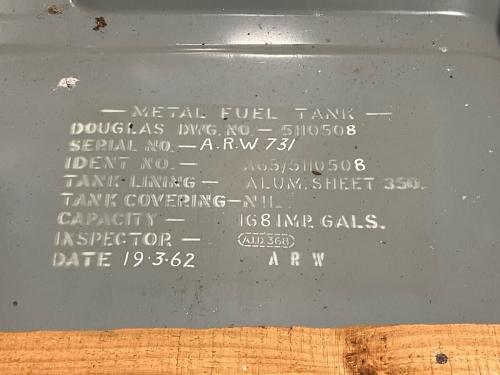 — METAL FUEL TANK —
DOUGLAS DWG. NO. — 5110508
SERIAL NO. — A.R.W 731
IDENT NO. — A65/5110508
TANK LINING — ALUM. SHEET 350.
TANK COVERING — NIL.
CAPACITY — 168 IMP. GALS.
INSPECTOR — A.I.D. 368
DATE 19·3·62 A R W